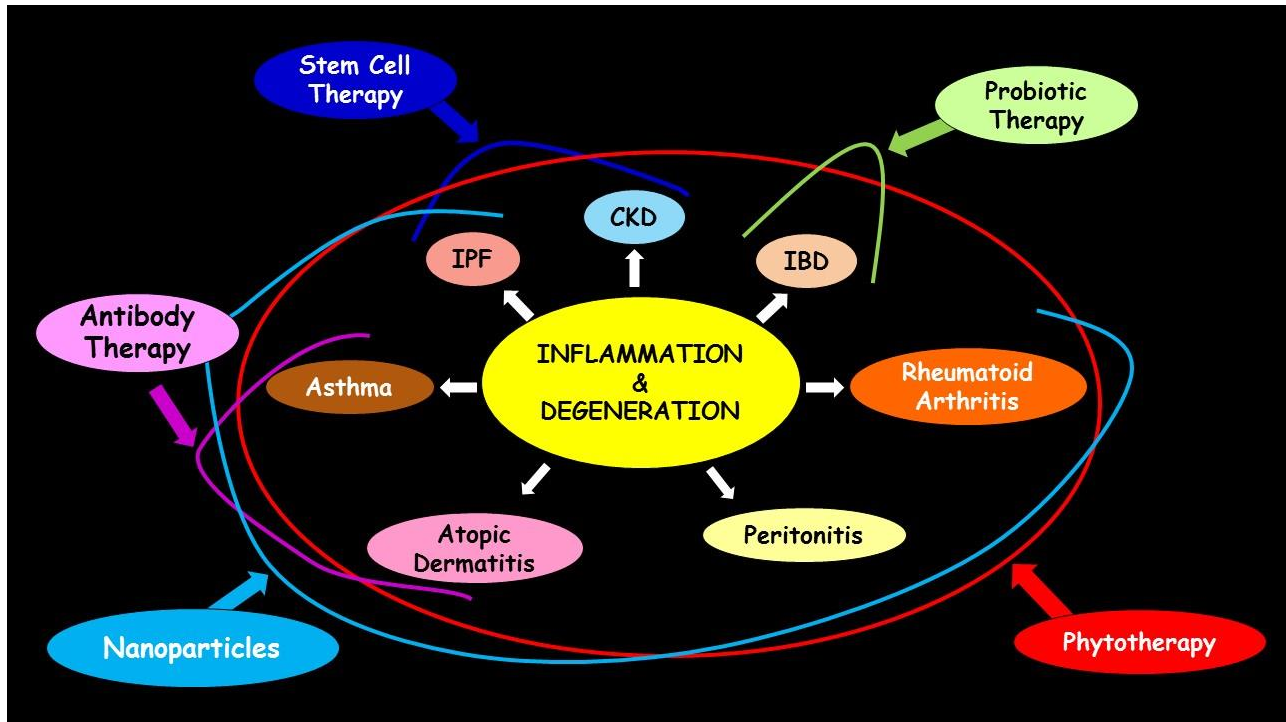 Stem Cell
Therapy
Probiotic
Therapy
CKD
IPF
IBD
Antibody
Therapy
INFLAMMATION
&
DEGENERATION
Asthma
Rheumatoid
Arthritis
Atopic
Dermatitis
Peritonitis
Nanoparticles
Phytotherapy